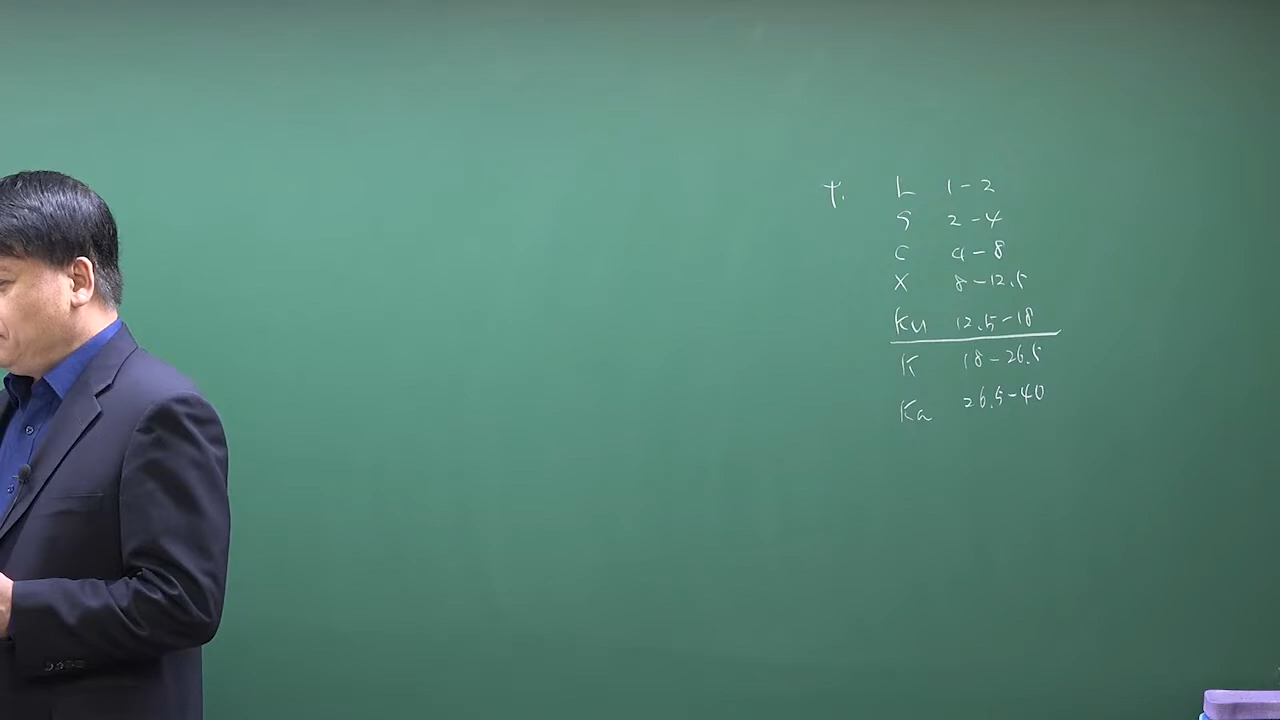 T. L 1-2
S 2-4
C 4-8
X 8-12.5
Ku 12.5-18
K 18-26.5
Ka 26.5-40